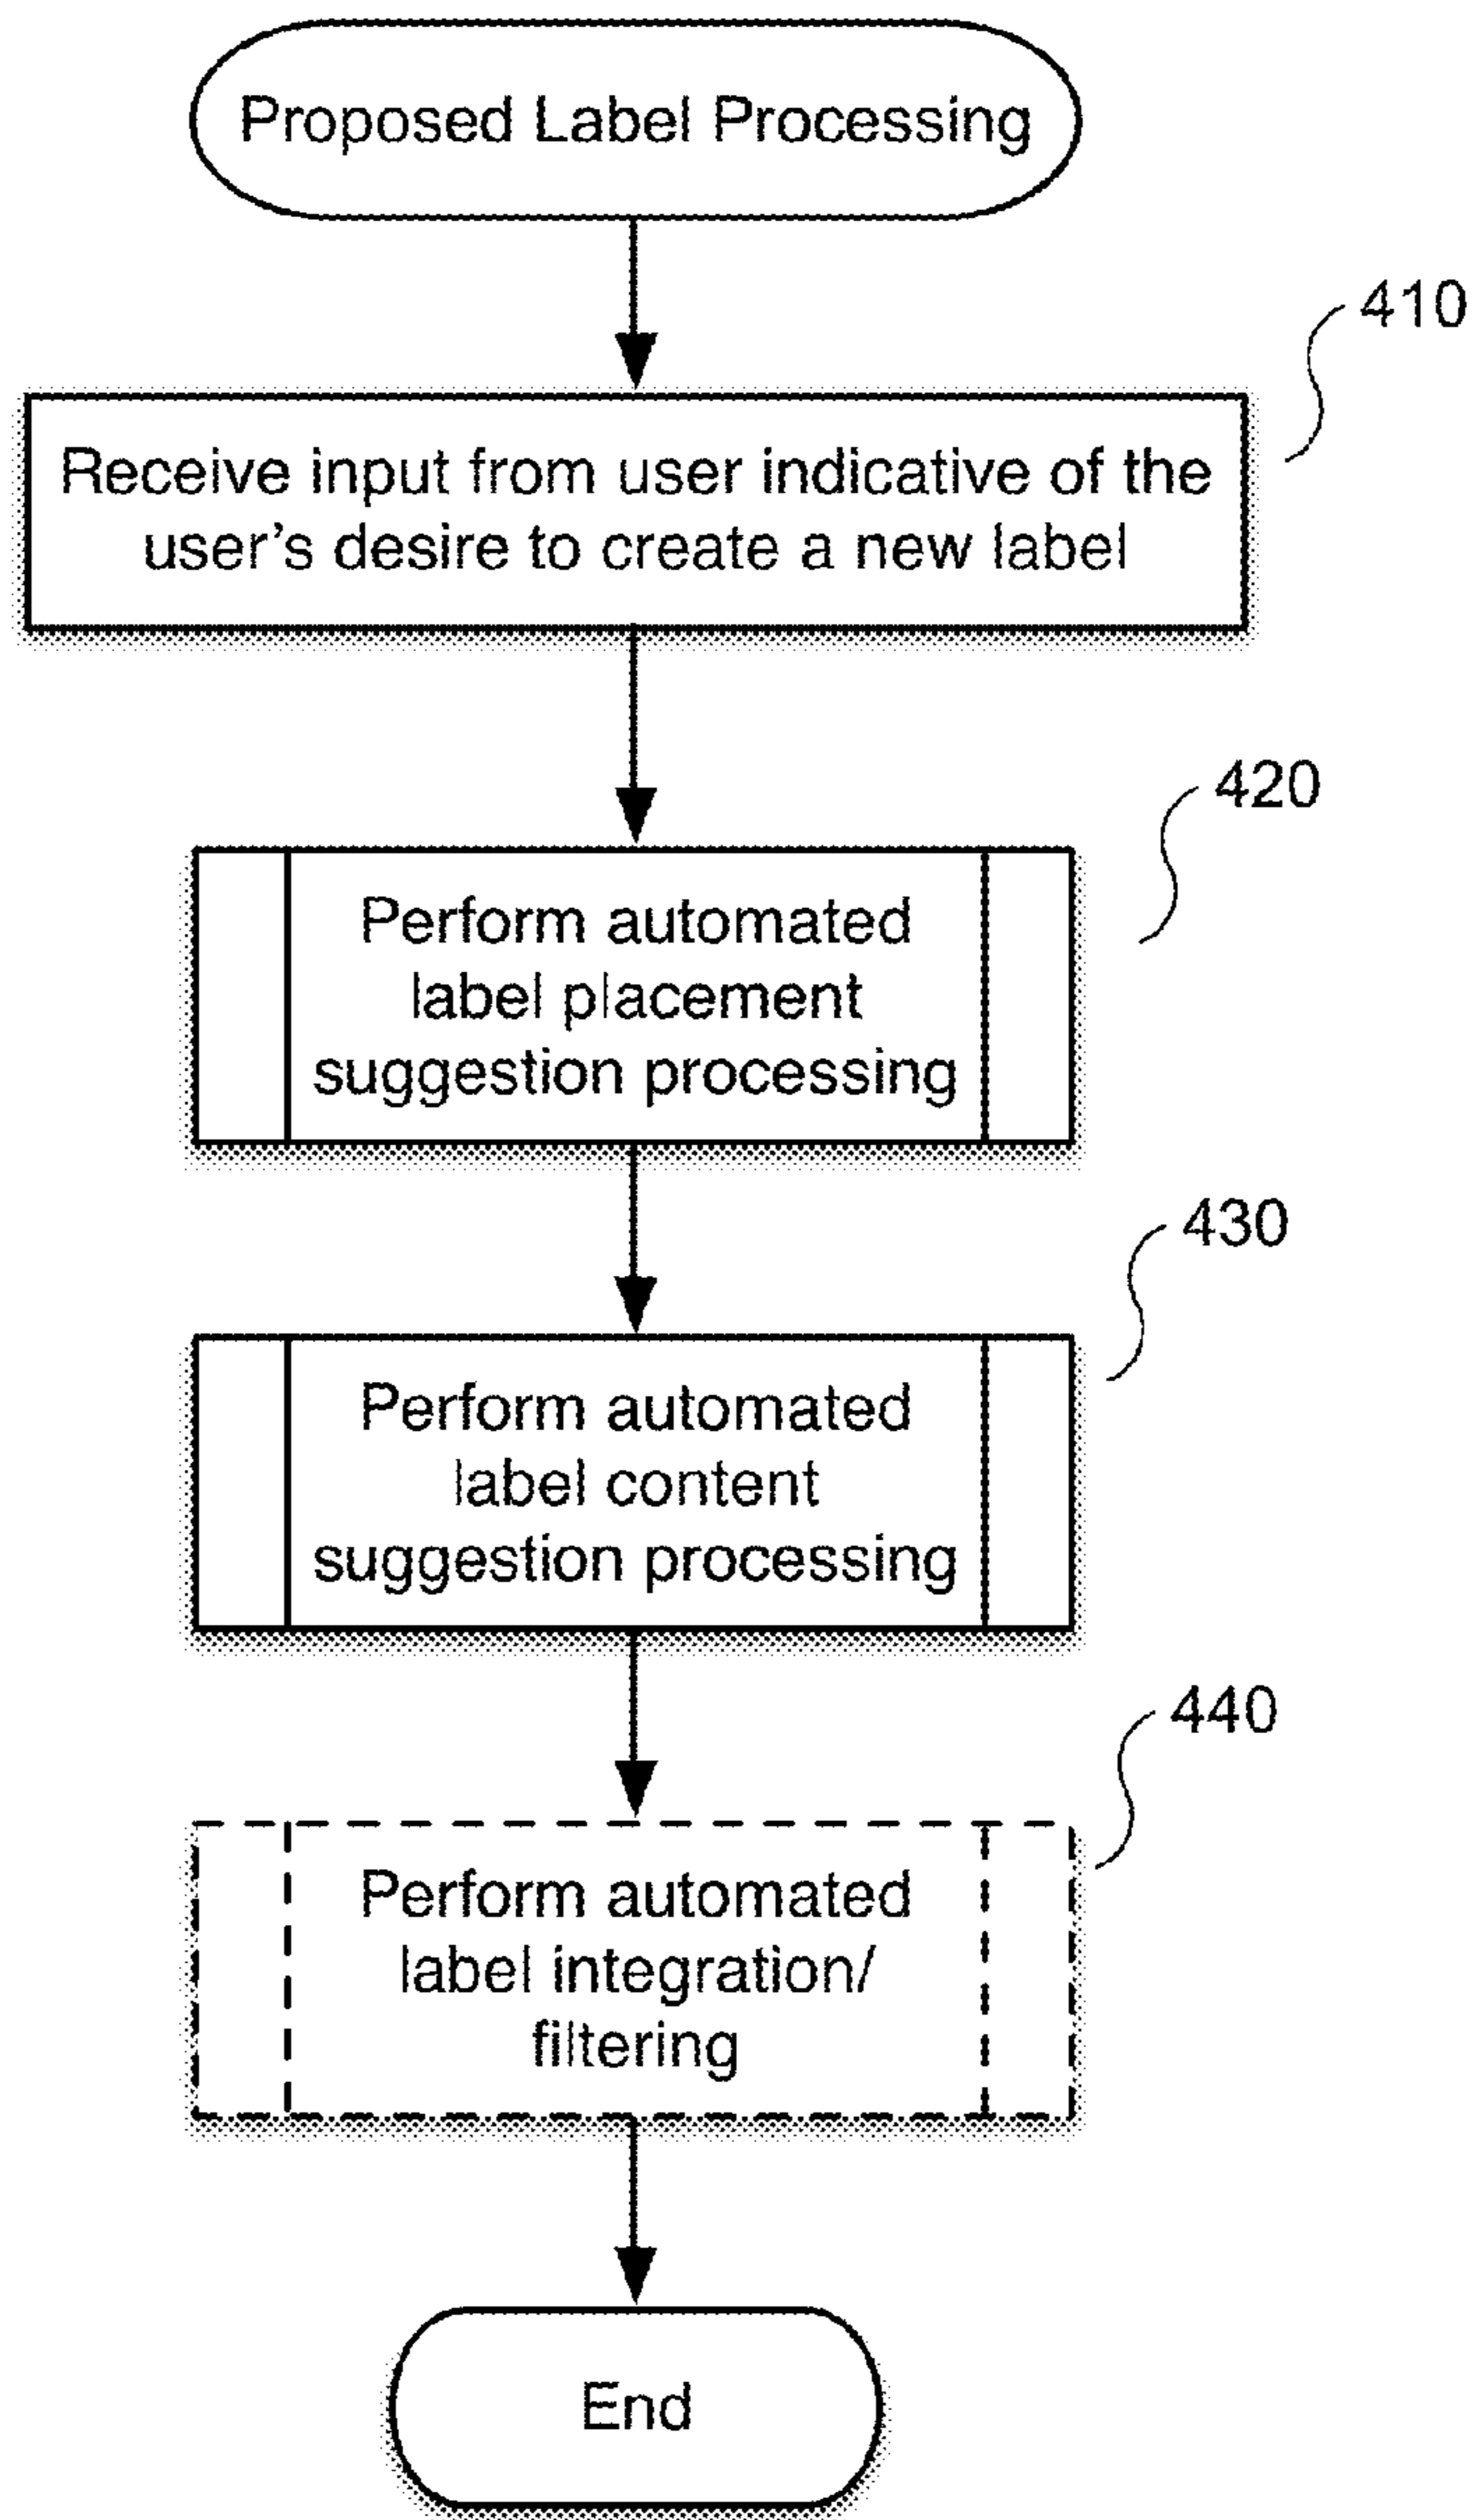 Proposed Label Processing
410
Receive input from user indicative of the
user's desire to create a new label
420
Perform automated
label placement
suggestion processing
430
Perform automated
label content
suggestion processing
440
Perform automated
label integration/
filtering
End